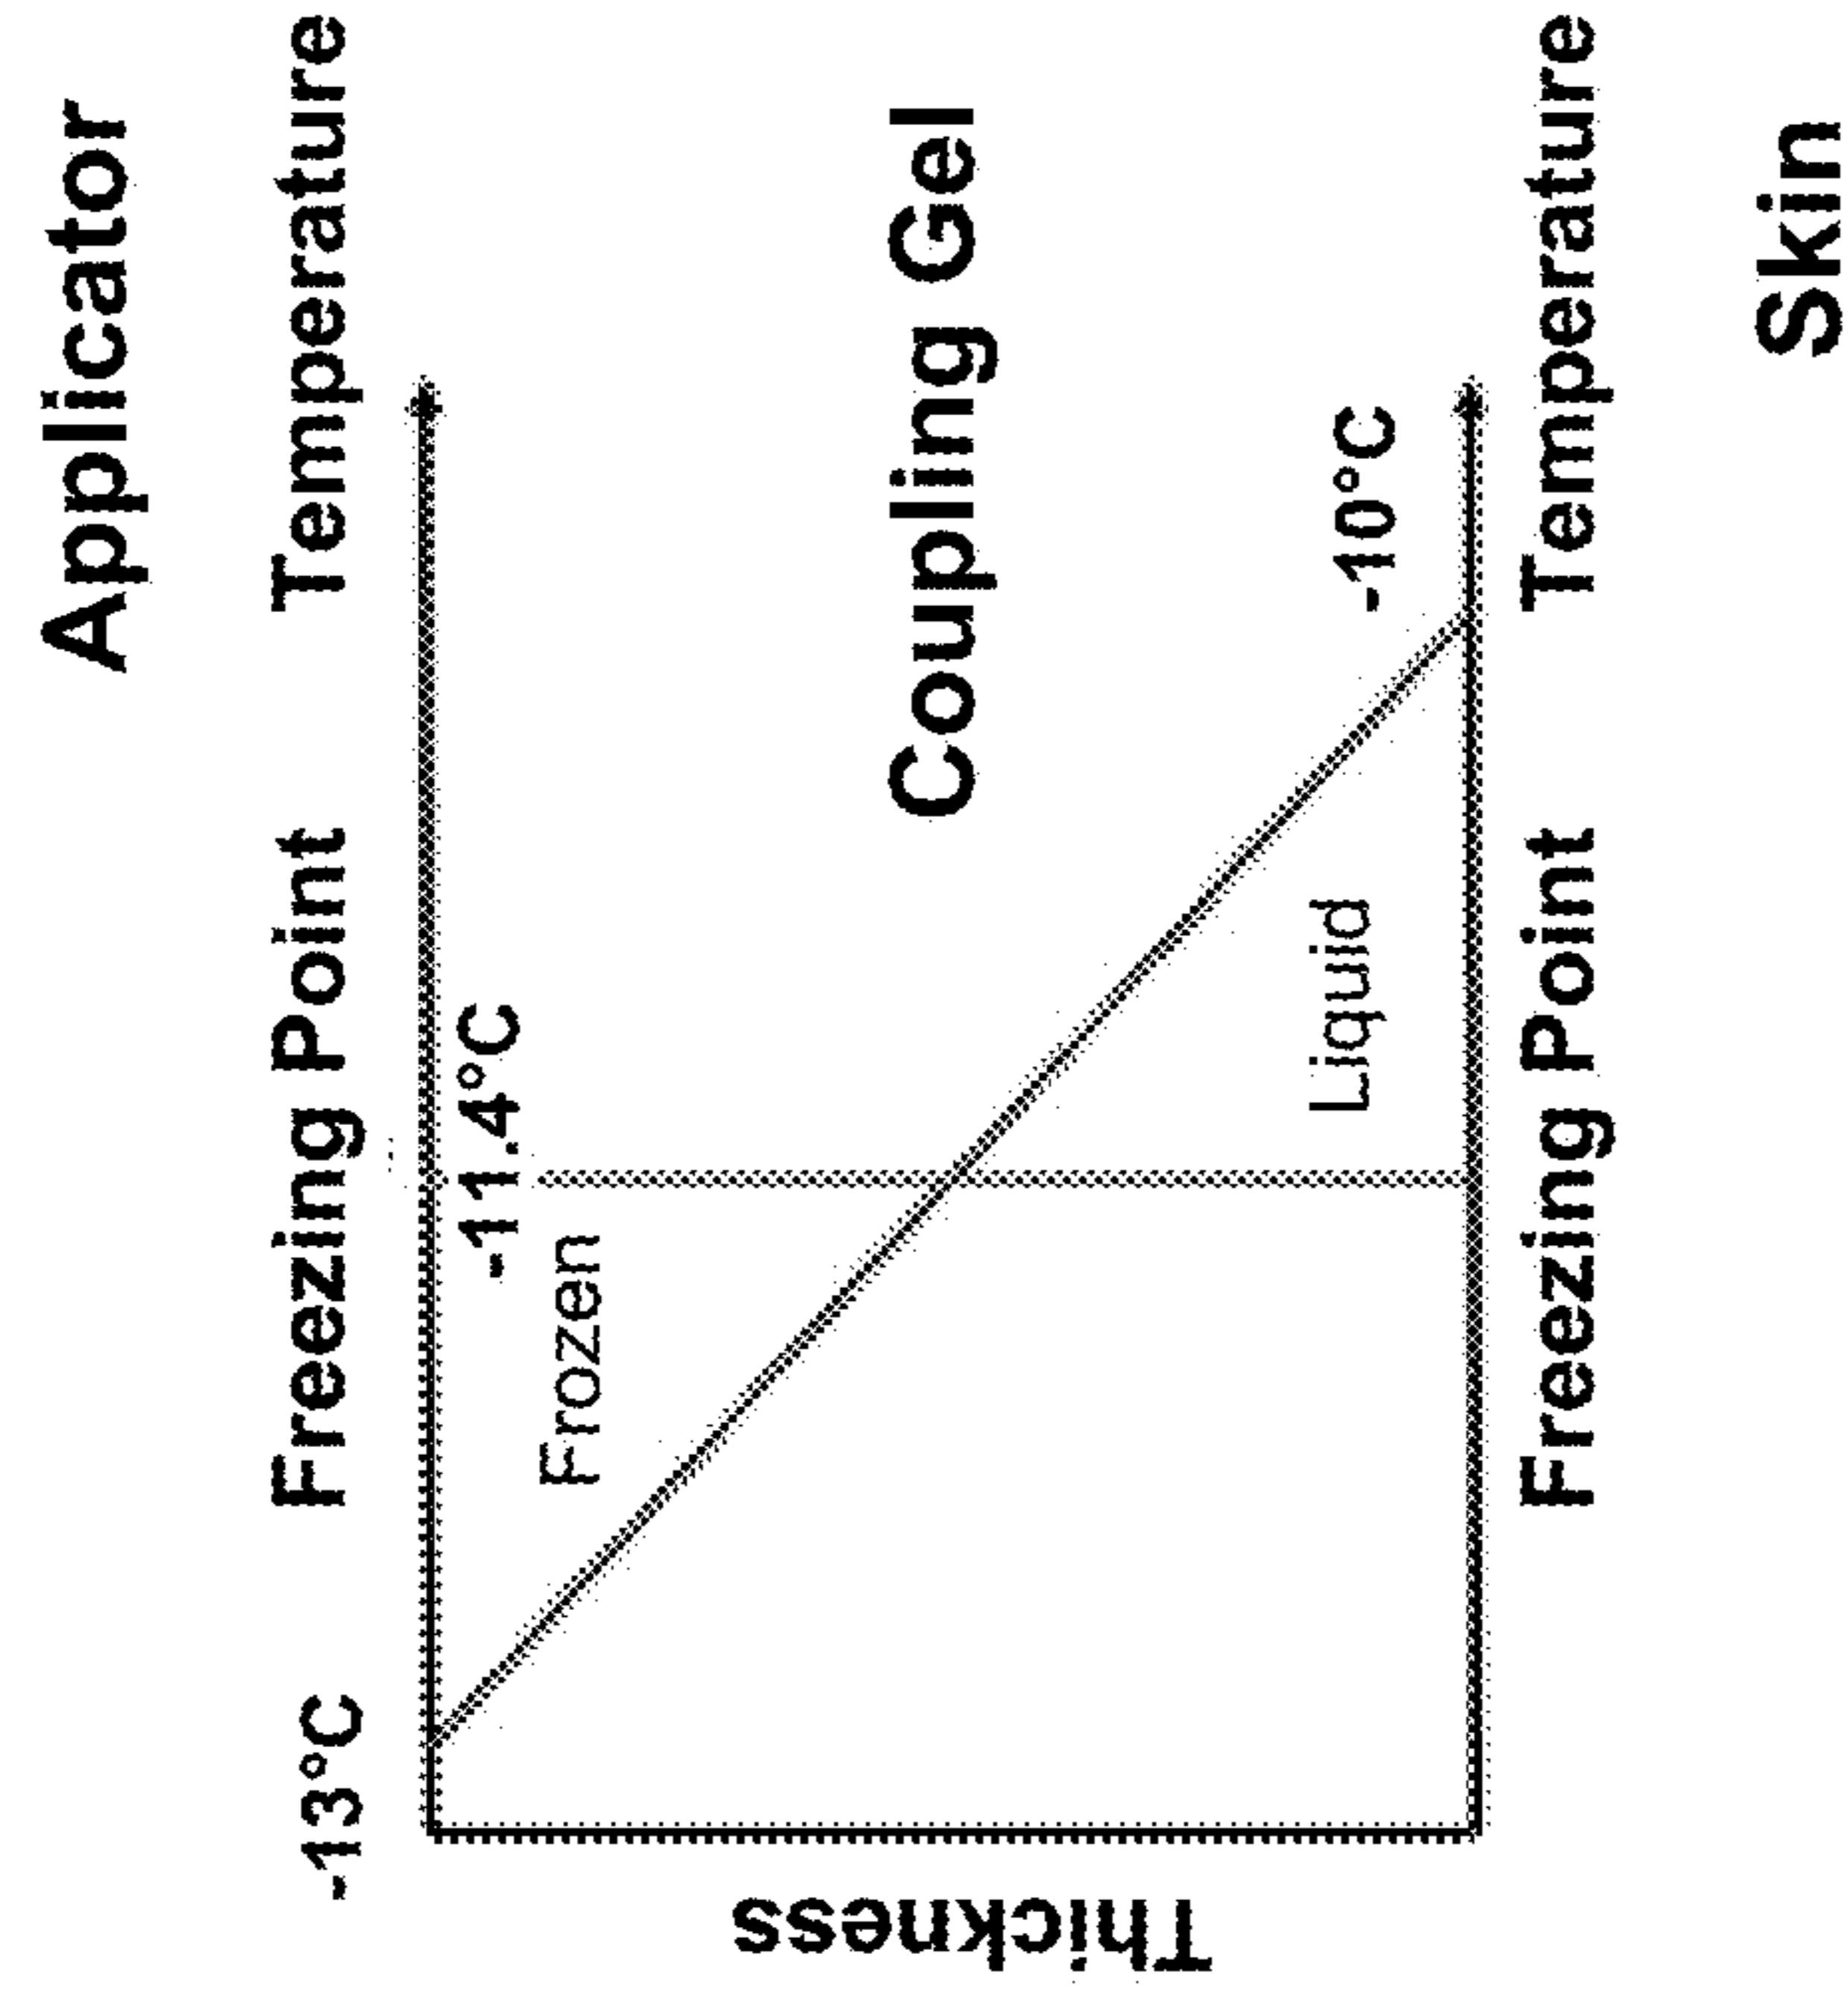 Applicator
-13°C
Freezing Point
Temperature
-11.4°C
Frozen
Thickness
Coupling Gel
Liquid
-10°C
Freezing Point
Temperature
Skin